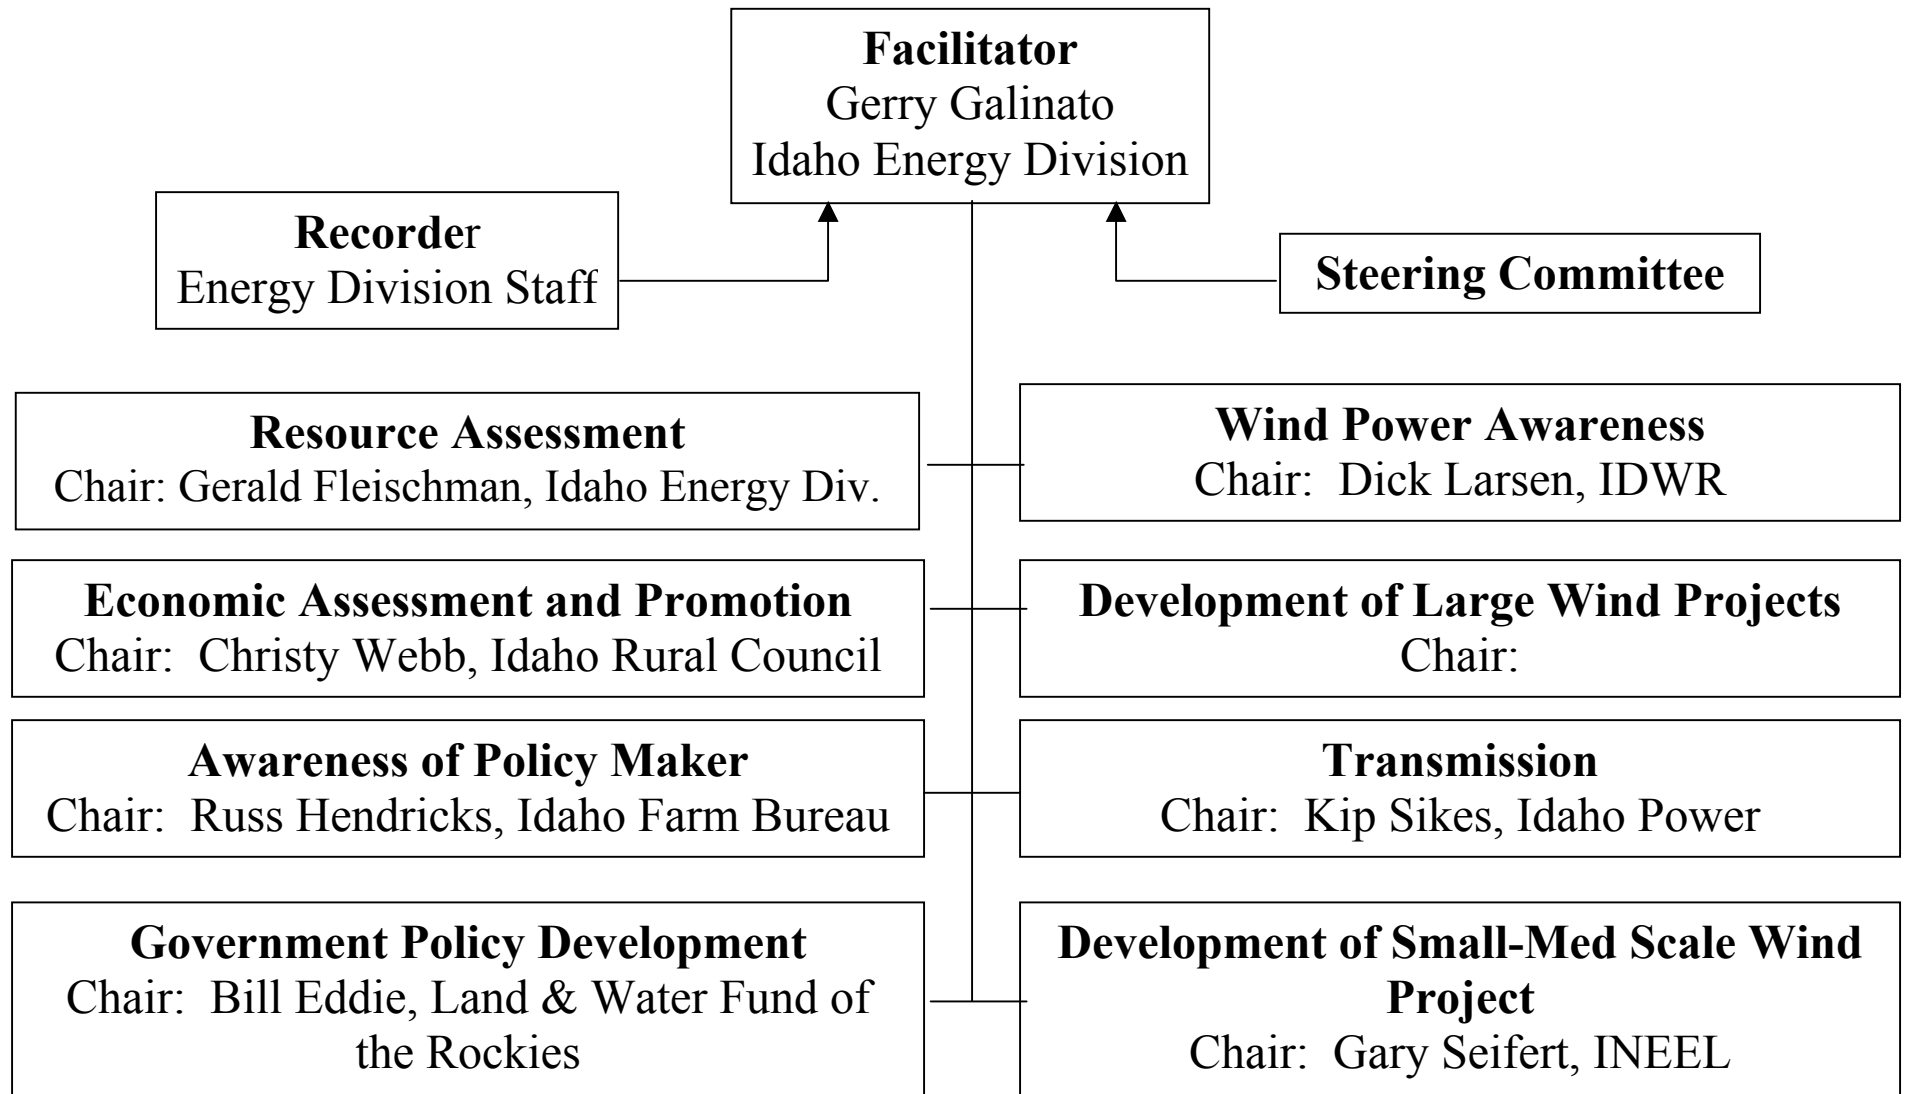 Facilitator
Gerry Galinato
Idaho Energy Division
Recorder
Energy Division Staff
Steering Committee
Resource Assessment
Chair: Gerald Fleischman, Idaho Energy Div.
Wind Power Awareness
Chair:  Dick Larsen, IDWR
Economic Assessment and Promotion
Chair:  Christy Webb, Idaho Rural Council
Development of Large Wind Projects
Chair:
Awareness of Policy Maker
Chair:  Russ Hendricks, Idaho Farm Bureau
Transmission
Chair:  Kip Sikes, Idaho Power
Government Policy Development
Chair:  Bill Eddie, Land & Water Fund of
the Rockies
Development of Small-Med Scale Wind
Project
Chair:  Gary Seifert, INEEL